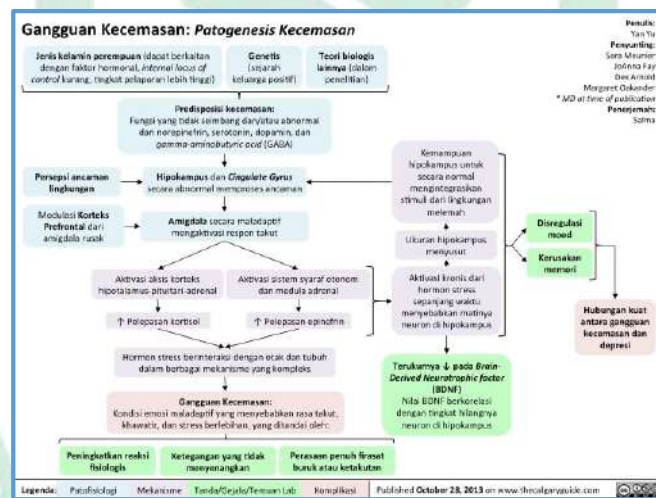 Gangguan Kecemasan: Patogenesis Kecemasan
Penulis:
Yan Yu
Penyunting:
Sara Meunier
JoAnna Fay
Dex Arnold
Margaret Oakander
* MD at time of publication
Penerjemah:
Salma
Jenis kelamin perempuan (dapat berkaitan
dengan faktor hormonal, internal locus of
control kurang, tingkat pelaporan lebih tinggi)
Genetis
(sejarah
keluarga positif)
Teori biologis
lainnya (dalam
penelitian)
Predisposisi kecemasan:
Fungsi yang tidak seimbang dan/atau abnormal
dari norepinefrin, serotonin, dopamin, dan
gamma-aminobutyric acid (GABA)
Persepsi ancaman
lingkungan
Hipokampus dan Cingulate Gyrus
secara abnormal memproses ancaman
Modulasi Korteks
Prefrontal dari
amigdala rusak
Amigdala secara maladaptif
mengaktivasi respon takut
Aktivasi aksis korteks
hipotalamus-pituitari-adrenal
Aktivasi sistem syaraf otonom
dan medula adrenal
↑ Pelepasan kortisol
↑ Pelepasan epinefrin
Hormon stress berinteraksi dengan otak dan tubuh
dalam berbagai mekanisme yang kompleks
Gangguan Kecemasan:
Kondisi emosi maladaptif yang menyebabkan rasa takut,
khawatir, dan stress berlebihan, yang ditandai oleh:
Peningkatan reaksi
fisiologis
Ketegangan yang tidak
menyenangkan
Perasaan penuh firasat
buruk atau ketakutan
Kemampuan
hipokampus untuk
secara normal
mengintegrasikan
stimuli dari lingkungan
melemah
Ukuran hipokampus
menyusut
Aktivasi kronis dari
hormon stress
sepanjang waktu
menyebabkan matinya
neuron di hipokampus
Terukurnya ↓ pada Brain-
Derived Neurotrophic factor
(BDNF)
Nilai BDNF berkorelasi
dengan tingkat hilangnya
neuron di hipokampus
Disregulasi
mood
Kerusakan
memori
Hubungan kuat
antara gangguan
kecemasan dan
depresi
Legenda: Patofisiologi Mekanisme Tanda/Gejala/Temuan Lab Komplikasi Published October 28, 2013 on www.thecalgaryguide.com